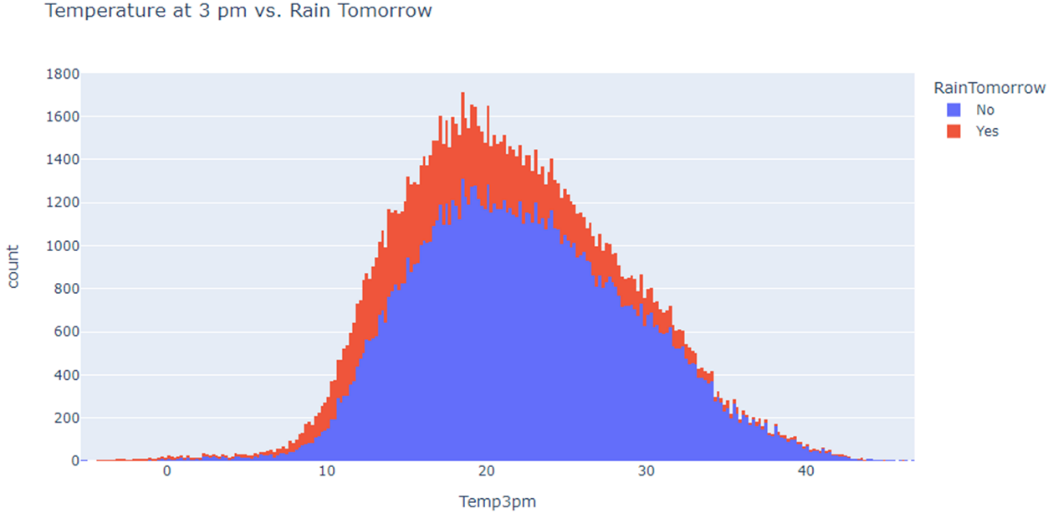 Temperature at 3 pm vs. Rain Tomorrow
1800
1600
1400
1200
1000
800
600
400
200
0
count
0 10 20 30 40
Temp3pm
RainTomorrow
No
Yes